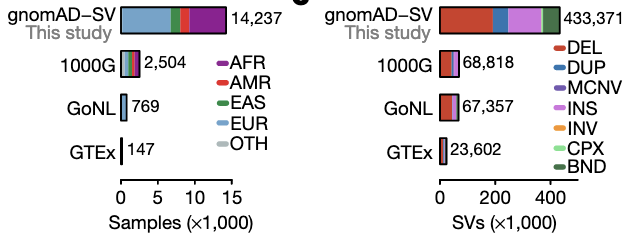 gnomAD−SV
This study
14,237
1000G
2,504
GoNL
769
GTEx
147
AFR
AMR
EAS
EUR
OTH
0 5 10 15
Samples (×1,000)
gnomAD−SV
This study
433,371
1000G
68,818
GoNL
67,357
GTEx
23,602
DEL
DUP
MCNV
INS
INV
CPX
BND
0 200 400
SVs (×1,000)